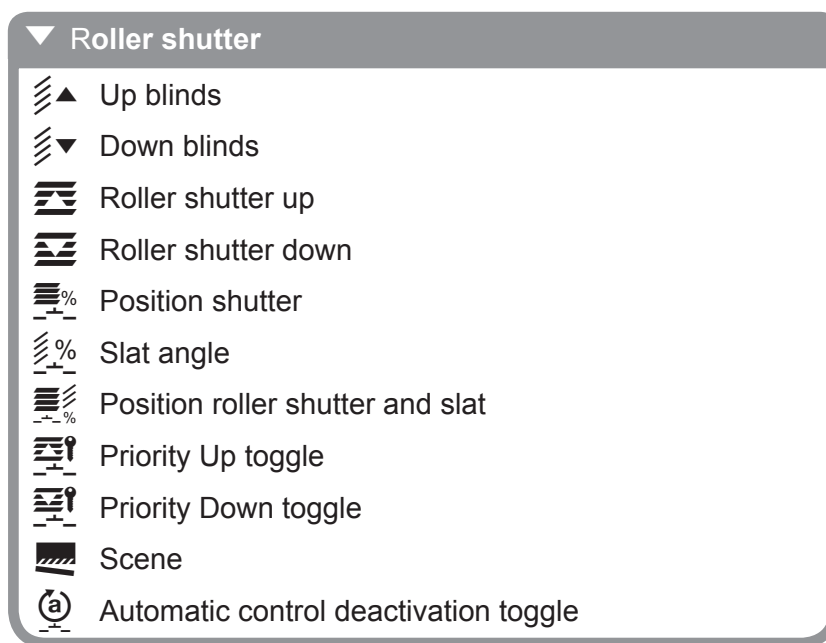 Roller shutter
Up blinds
Down blinds
Roller shutter up
Roller shutter down
% Position shutter
% Slat angle
% Position roller shutter and slat
Priority Up toggle
Priority Down toggle
Scene
a Automatic control deactivation toggle